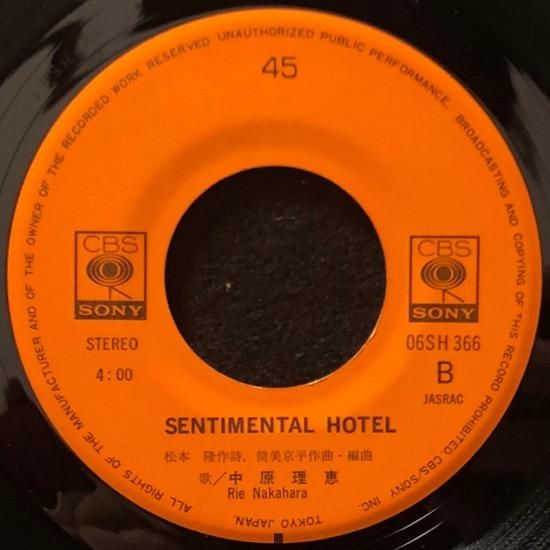 ALL RIGHTS OF THE MANUFACTURER AND OF THE OWNER OF THE RECORDED WORK RESERVED UNAUTHORIZED PUBLIC PERFORMANCE, BROADCASTING AND COPYING OF THIS RECORD PROHIBITED. CBS/SONY INC.
TOKYO JAPAN.
45
CBS
SONY
CBS
SONY
STEREO
06SH 366
4:00
B
JASRAC
SENTIMENTAL HOTEL
松本 隆作詩、筒美京平作曲・編曲
歌/中原理恵
Rie Nakahara